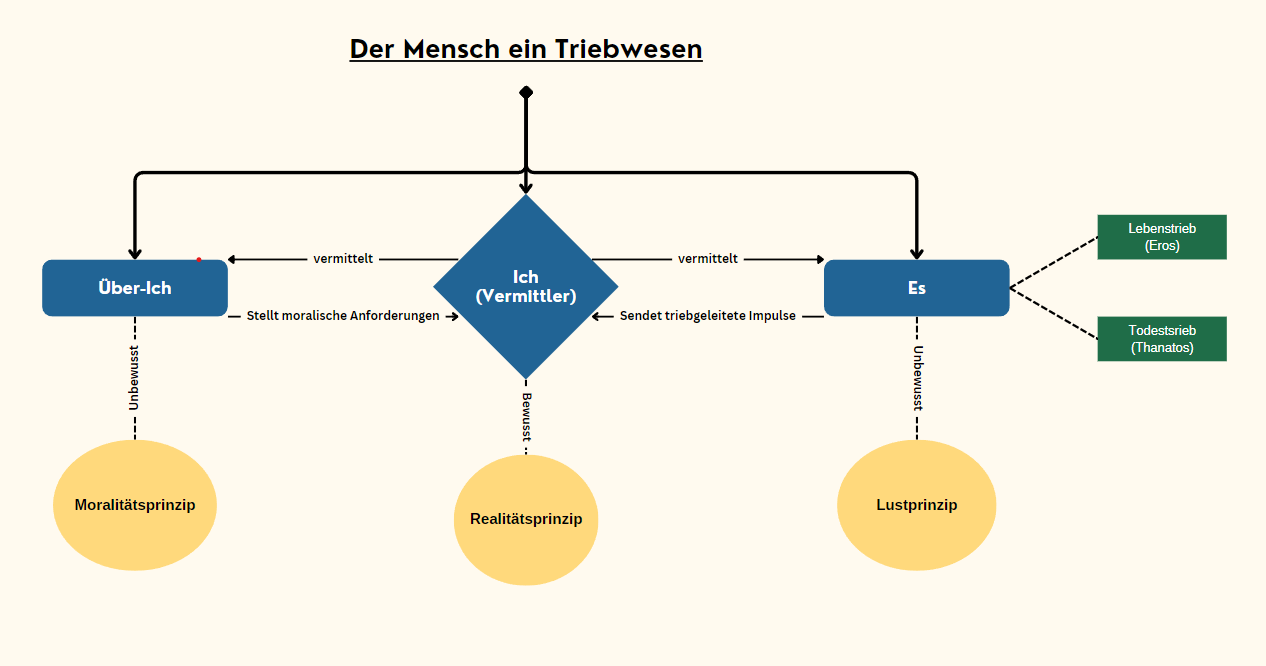 Der Mensch ein Triebwesen
Lebenstrieb
(Eros)
vermittelt
vermittelt
Über-Ich
Ich
(Vermittler)
Es
Stellt moralische Anforderungen
Sendet triebgeleitete Impulse
Todestsrieb
(Thanatos)
Unbewusst
Bewusst
Unbewusst
Moralitätsprinzip
Realitätsprinzip
Lustprinzip